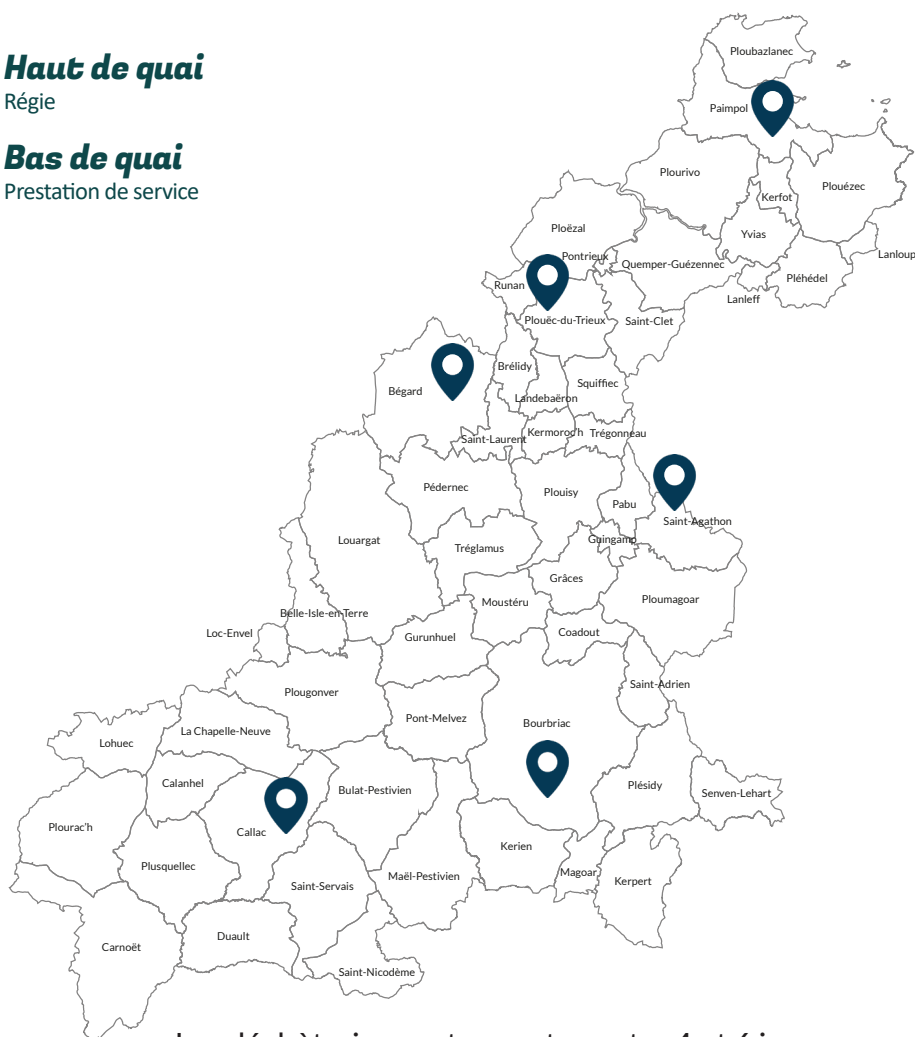 Haut de quai
Régie
Bas de quai
Prestation de service
Ploubazlanec
Paimpol
Plourivo
Kerfot
Plouézec
Ploëzal
Yvias
Pontrieux
Quemper-Guézennec
Lanloup
Runan
Pléhédel
Lanleff
Plouëc-du-Trieux
Saint-Clet
Brélidy
Bégard
Squiffiec
Landebaëron
Saint-Laurent
Kermoroc'h
Trégonneau
Pédernec
Plouisy
Pabu
Saint-Agathon
Louargat
Tréglamus
Guingamp
Grâces
Moustéru
Ploumagoar
Belle-Isle-en-Terre
Loc-Envel
Gurunhuel
Coadout
Plougonver
Saint-Adrien
Pont-Melvez
Bourbriac
La Chapelle-Neuve
Lohuec
Calanhel
Bulat-Pestivien
Plésidy
Senven-Lehart
Plourac'h
Callac
Kerien
Plusquellec
Saint-Servais
Maël-Pestivien
Magoar
Kerpert
Carnoët
Duault
Saint-Nicodème